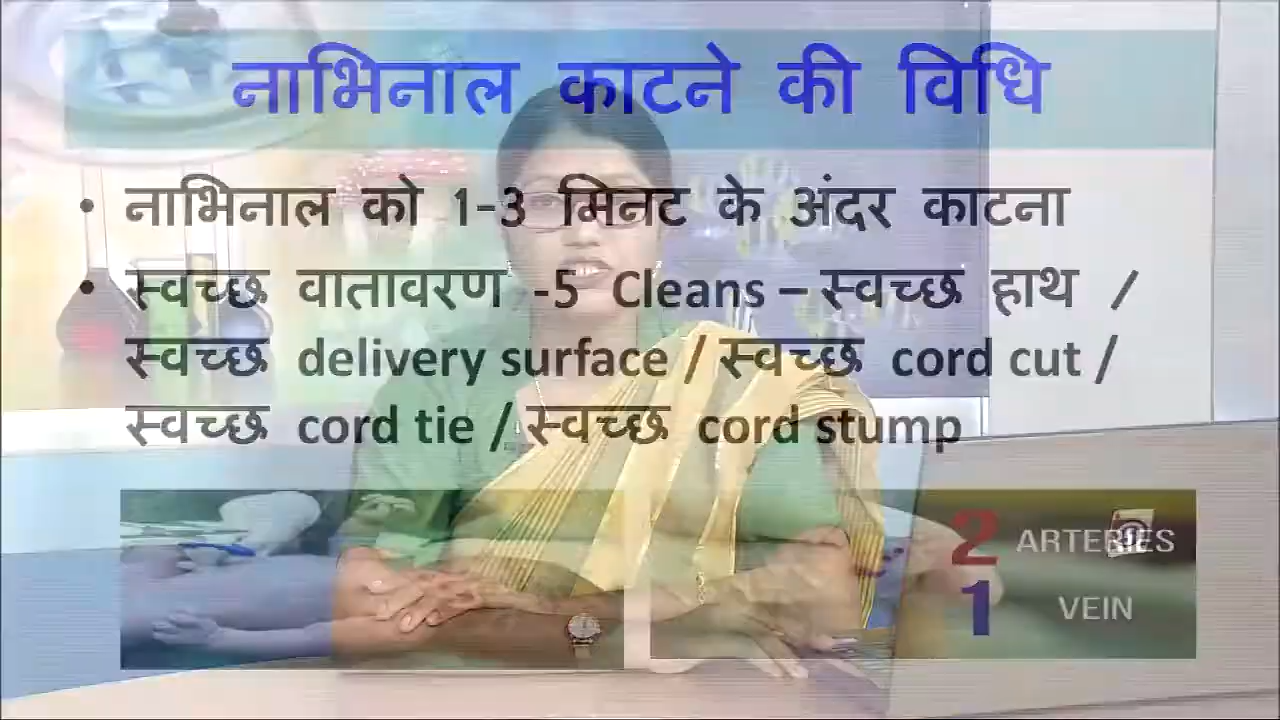 नाभिनाल काटने की विधि
• नाभिनाल को 1-3 मिनट के अंदर काटना
• स्वच्छ वातावरण -5 Cleans – स्वच्छ हाथ /
स्वच्छ delivery surface / स्वच्छ cord cut /
स्वच्छ cord tie / स्वच्छ cord stump
2 ARTERIES
1 VEIN